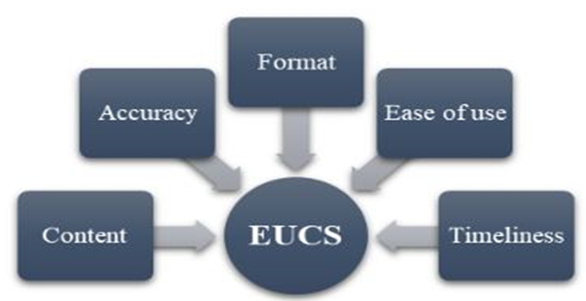 Format
Accuracy
Ease of use
Content
EUCS
Timeliness